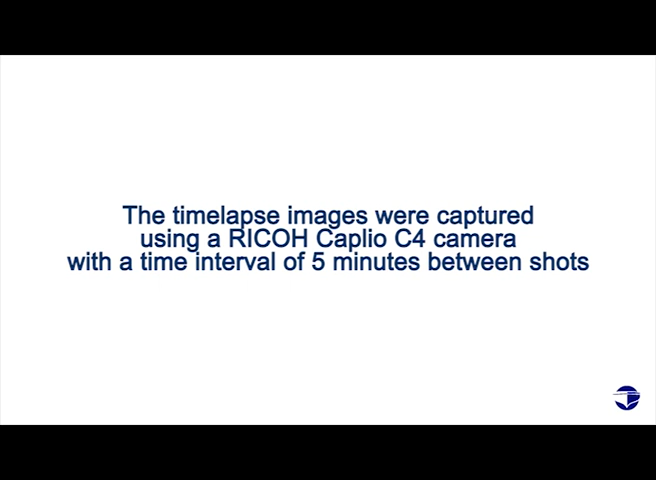 The timelapse images were captured
using a RICOH Caplio C4 camera
with a time interval of 5 minutes between shots